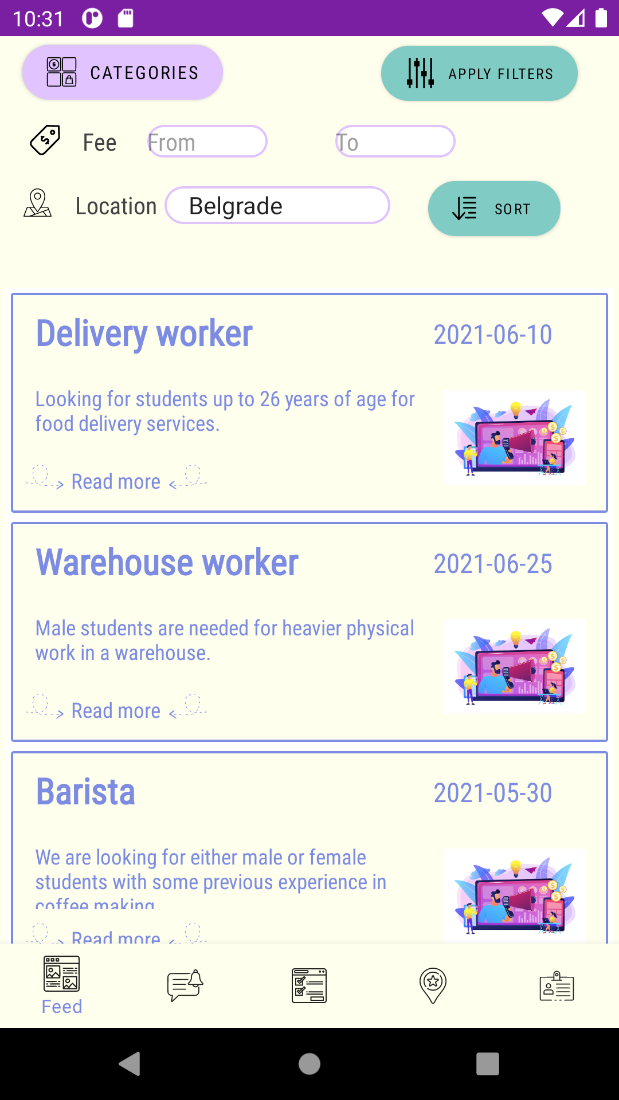 10:31
CATEGORIES
APPLY FILTERS
Fee From To
Location Belgrade
SORT
Delivery worker 2021-06-10
Looking for students up to 26 years of age for
food delivery services.
Read more
Warehouse worker 2021-06-25
Male students are needed for heavier physical
work in a warehouse.
Read more
Barista 2021-05-30
We are looking for either male or female
students with some previous experience in
coffee making
Read more
Feed